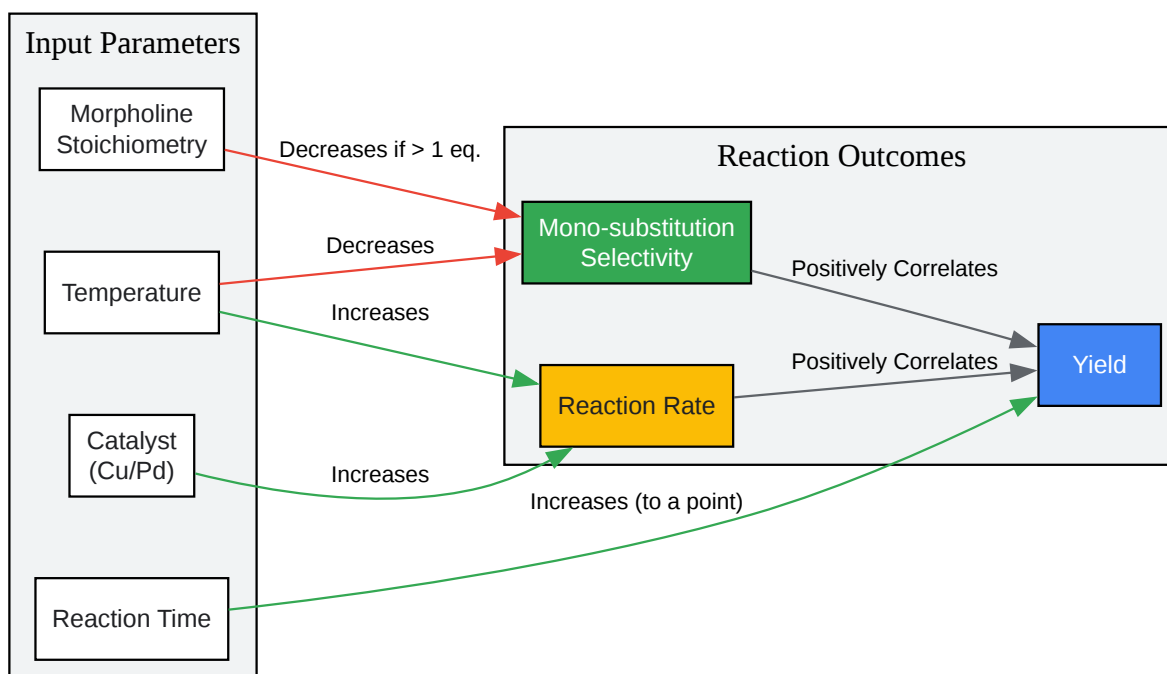 Input Parameters
Morpholine
Stoichiometry
Decreases if > 1 eq.
Reaction Outcomes
Mono-substitution
Selectivity
Decreases
Positively Correlates
Temperature
Increases
Positively Correlates
Yield
Reaction Rate
Catalyst
(Cu/Pd)
Increases
Increases (to a point)
Reaction Time